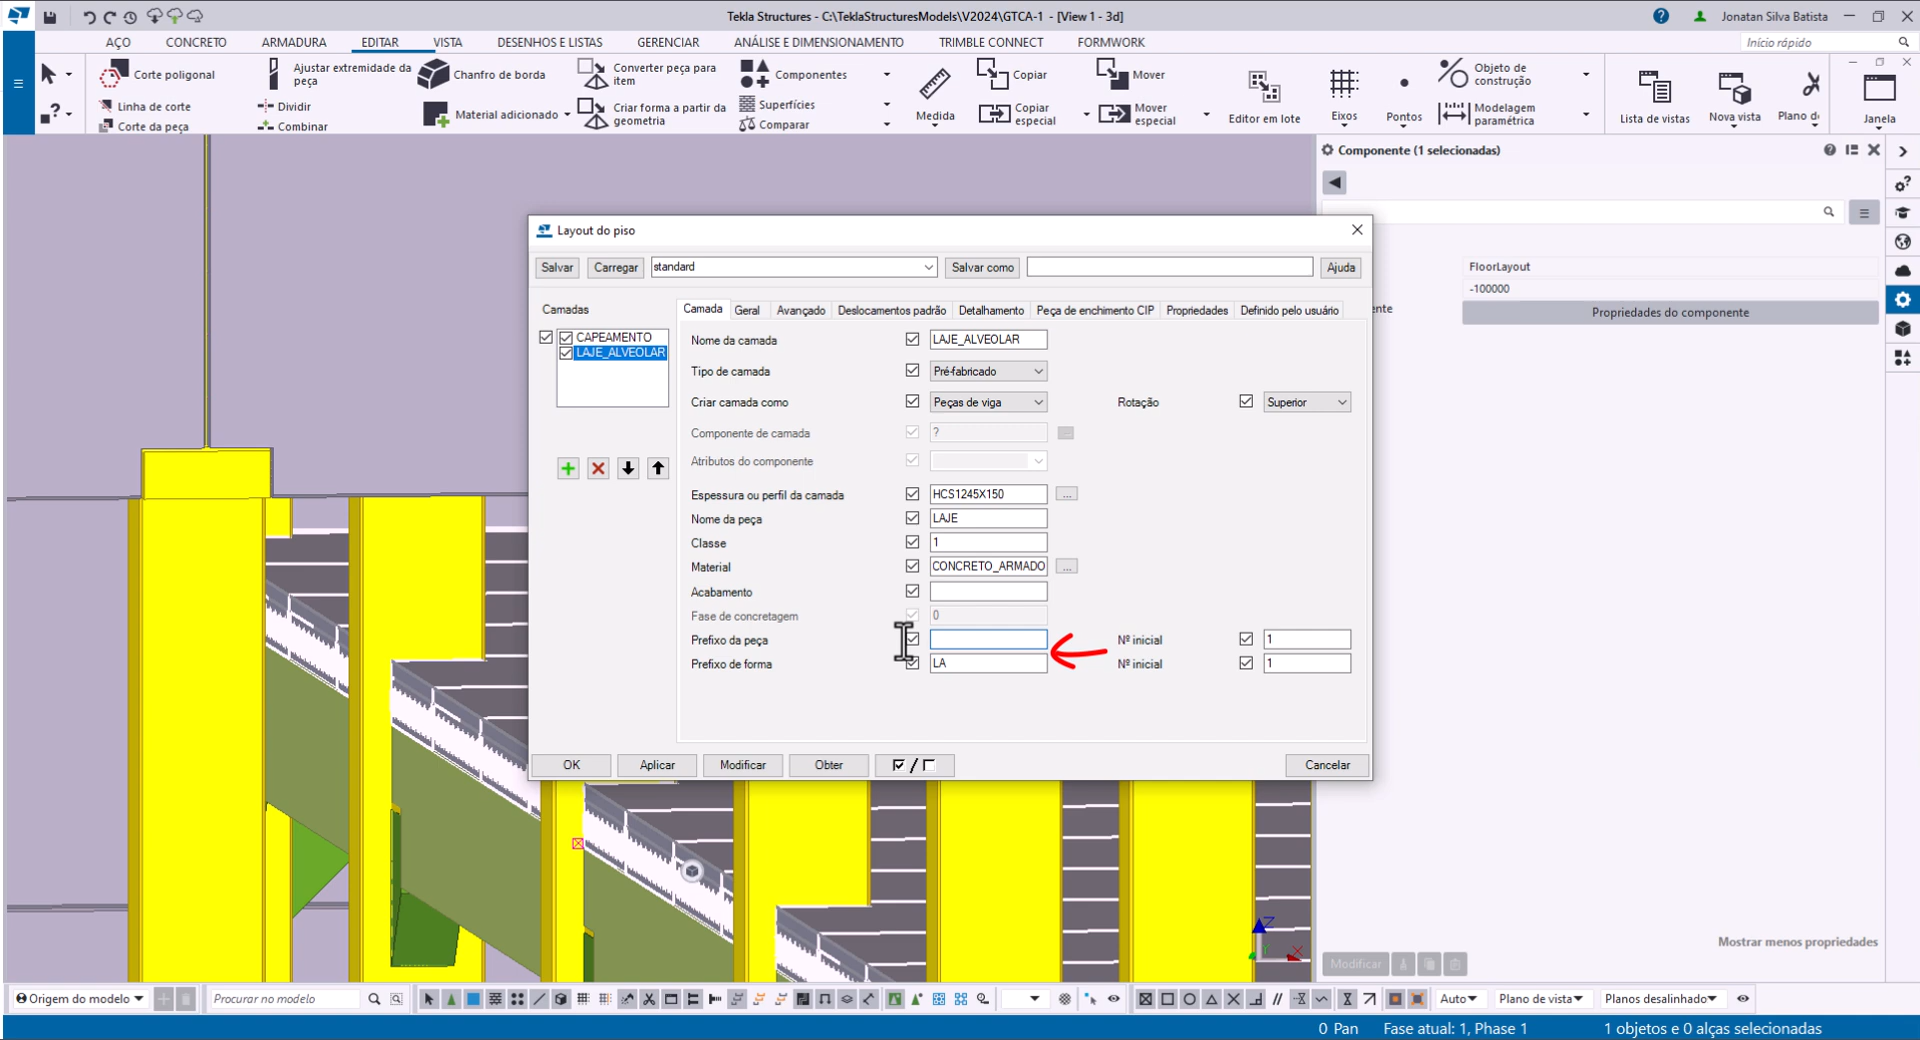 Tekla Structures - C:\TeklaStructuresModels\V2024\GTCA-1 - [View 1 - 3d]
Jonatan Silva Batista
AÇO CONCRETO ARMADURA EDITAR VISTA DESENHOS E LISTAS GERENCIAR ANÁLISE E DIMENSIONAMENTO TRIMBLE CONNECT FORMWORK
Início rápido
Corte poligonal
Linha de corte
Corte da peça
Ajustar extremidade da peça
Dividir
Combinar
Chanfro de borda
Material adicionado
Converter peça para item
Criar forma a partir da geometria
Componentes
Superfícies
Comparar
Medida
Copiar
Copiar especial
Mover
Mover especial
Editor em lote
Eixos
Pontos
Objeto de construção
Modelagem paramétrica
Lista de vistas
Nova vista
Plano d
Janela
Componente (1 selecionadas)
FloorLayout
-100000
ente
Propriedades do componente
Mostrar menos propriedades
Modificar
Layout do piso
Salvar Carregar standard Salvar como Ajuda
Camadas
CAPEAMENTO
LAJE_ALVEOLAR
Camada Geral Avançado Deslocamentos padrão Detalhamento Peça de enchimento CIP Propriedades Definido pelo usuário
Nome da camada LAJE_ALVEOLAR
Tipo de camada Pré-fabricado
Criar camada como Peças de viga Rotação Superior
Componente de camada ?
Atributos do componente
Espessura ou perfil da camada HCS1245X150 ...
Nome da peça LAJE
Classe 1
Material CONCRETO_ARMADO ...
Acabamento
Fase de concretagem 0
Prefixo da peça Nº inicial 1
Prefixo de forma LA Nº inicial 1
OK Aplicar Modificar Obter / Cancelar
Z
X
Origem do modelo Procurar no modelo Auto Plano de vista Planos desalinhado
0 Pan Fase atual: 1, Phase 1 1 objetos e 0 alças selecionadas